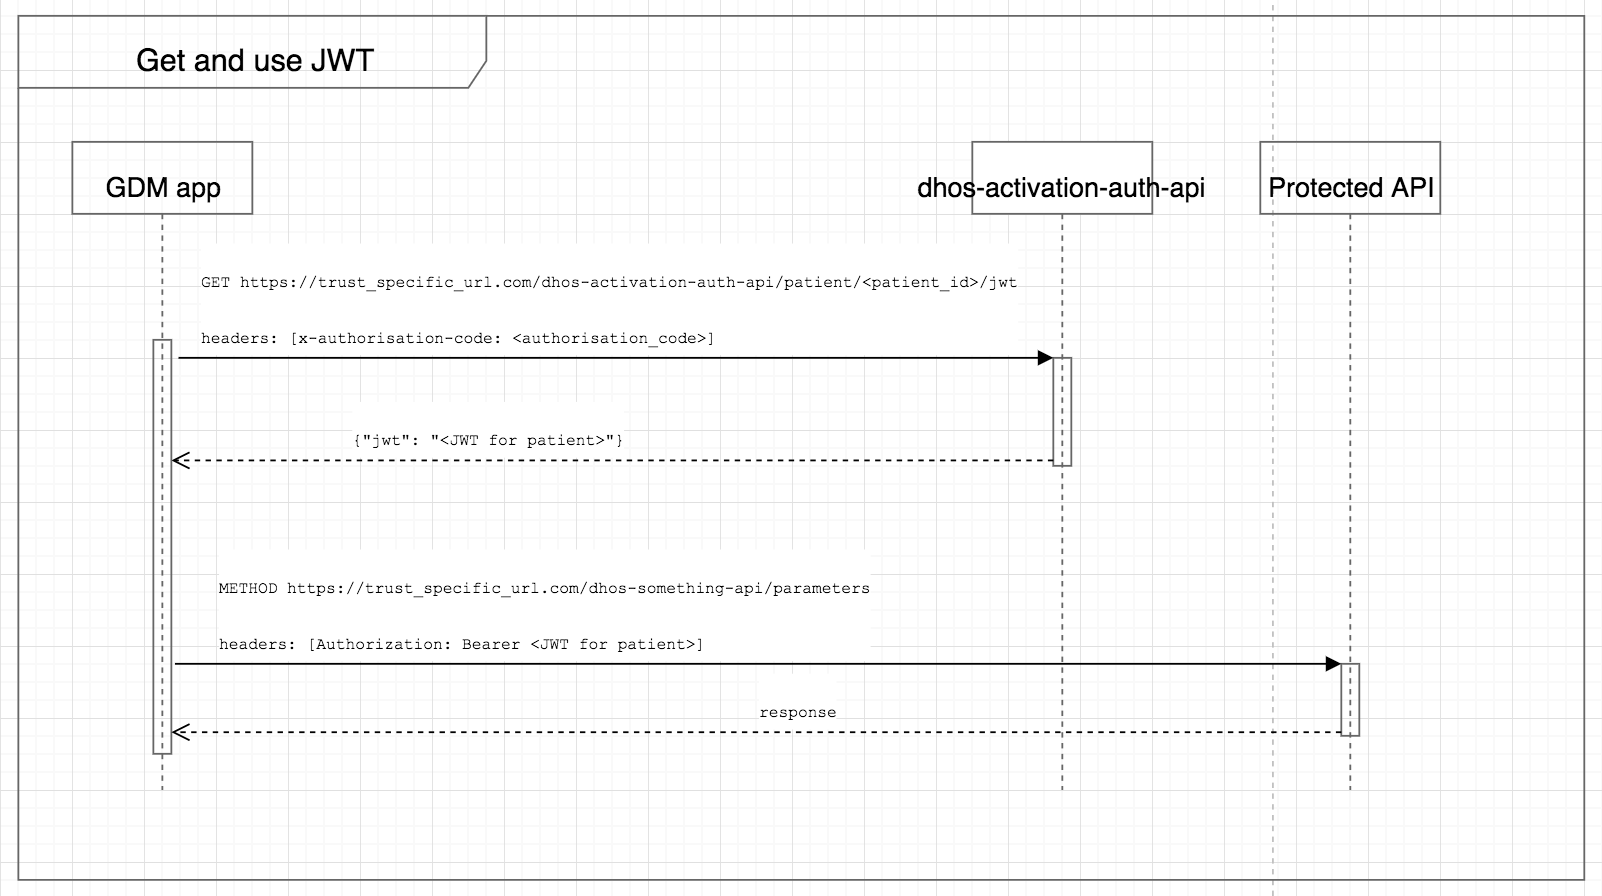 Get and use JWT
GDM app
dhos-activation-auth-api
Protected API
GET https://trust_specific_url.com/dhos-activation-auth-api/patient/<patient_id>/jwt
headers: [x-authorisation-code: <authorisation_code>]
{"jwt": "<JWT for patient>"}
METHOD https://trust_specific_url.com/dhos-something-api/parameters
headers: [Authorization: Bearer <JWT for patient>]
response